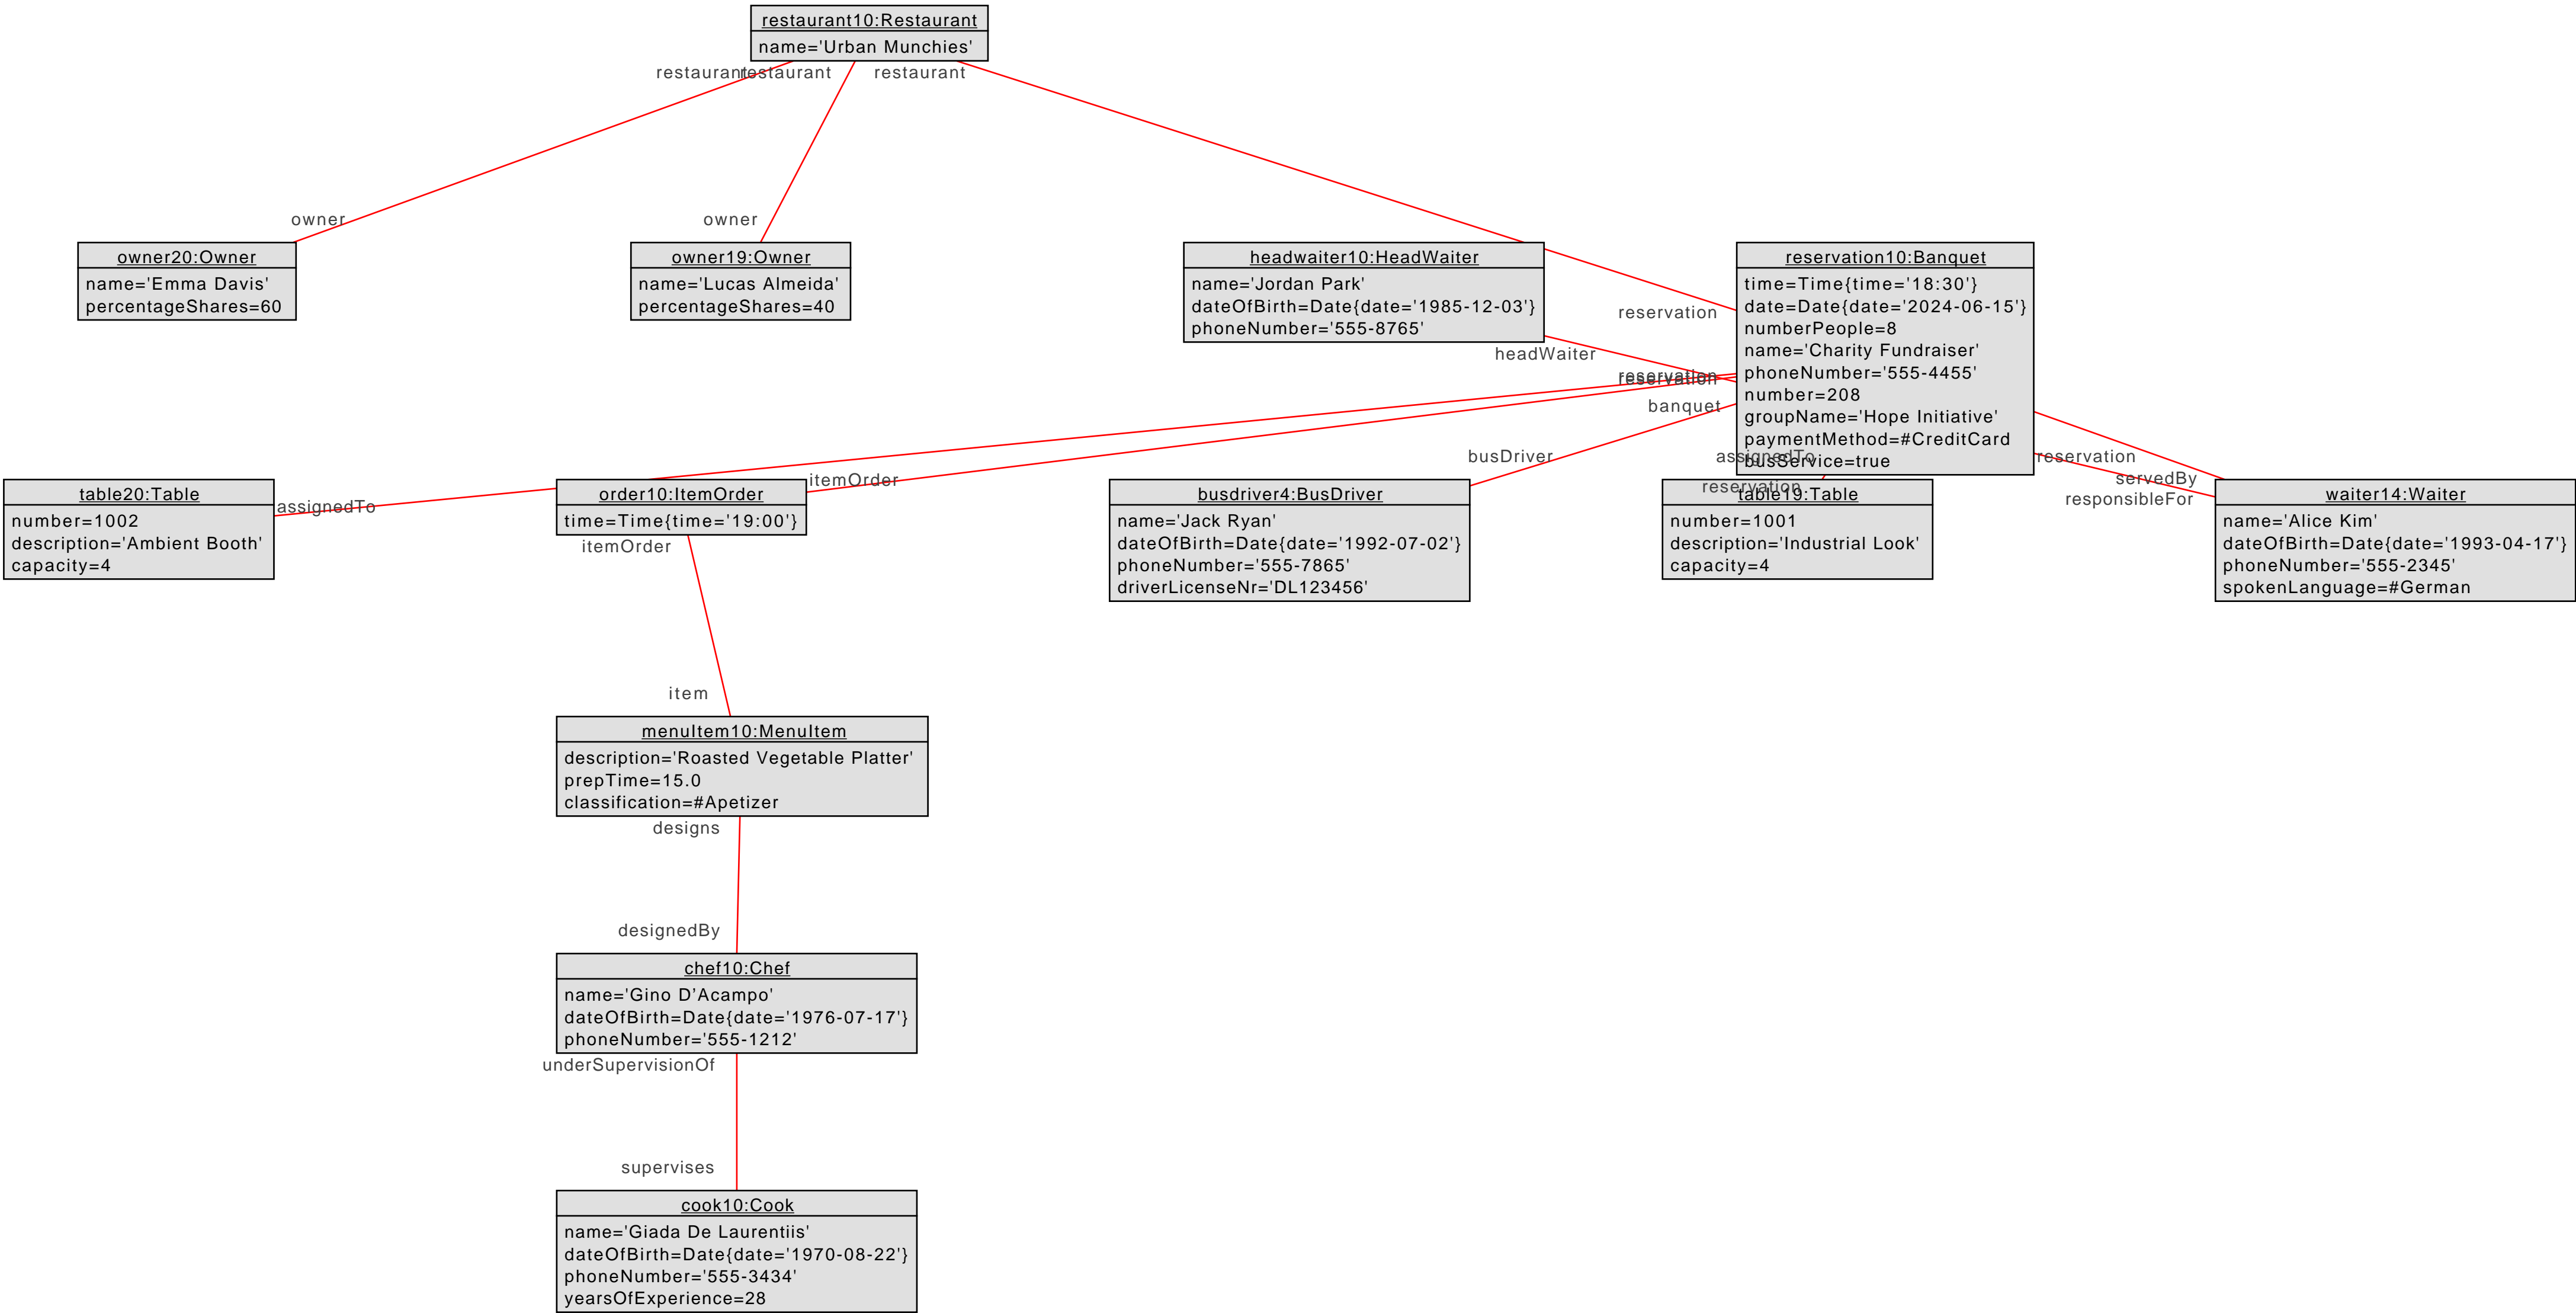 restaurant10:Restaurant
name='Urban Munchies'
restaurant
restaurant
restaurant
owner
owner
owner20:Owner
name='Emma Davis'
percentageShares=60
owner19:Owner
name='Lucas Almeida'
percentageShares=40
headwaiter10:HeadWaiter
name='Jordan Park'
dateOfBirth=Date{date='1985-12-03'}
phoneNumber='555-8765'
reservation10:Banquet
time=Time{time='18:30'}
date=Date{date='2024-06-15'}
numberPeople=8
name='Charity Fundraiser'
phoneNumber='555-4455'
number=208
groupName='Hope Initiative'
paymentMethod=#CreditCard
busService=true
reservation
headWaiter
reservation
reservation
banquet
busDriver
assignedTo
reservation
reservation
servedBy
responsibleFor
itemOrder
assignedTo
table20:Table
number=1002
description='Ambient Booth'
capacity=4
order10:ItemOrder
time=Time{time='19:00'}
itemOrder
busdriver4:BusDriver
name='Jack Ryan'
dateOfBirth=Date{date='1992-07-02'}
phoneNumber='555-7865'
driverLicenseNr='DL123456'
table19:Table
number=1001
description='Industrial Look'
capacity=4
waiter14:Waiter
name='Alice Kim'
dateOfBirth=Date{date='1993-04-17'}
phoneNumber='555-2345'
spokenLanguage=#German
item
menuItem10:MenuItem
description='Roasted Vegetable Platter'
prepTime=15.0
classification=#Apetizer
designs
designedBy
chef10:Chef
name='Gino D'Acampo'
dateOfBirth=Date{date='1976-07-17'}
phoneNumber='555-1212'
underSupervisionOf
supervises
cook10:Cook
name='Giada De Laurentiis'
dateOfBirth=Date{date='1970-08-22'}
phoneNumber='555-3434'
yearsOfExperience=28